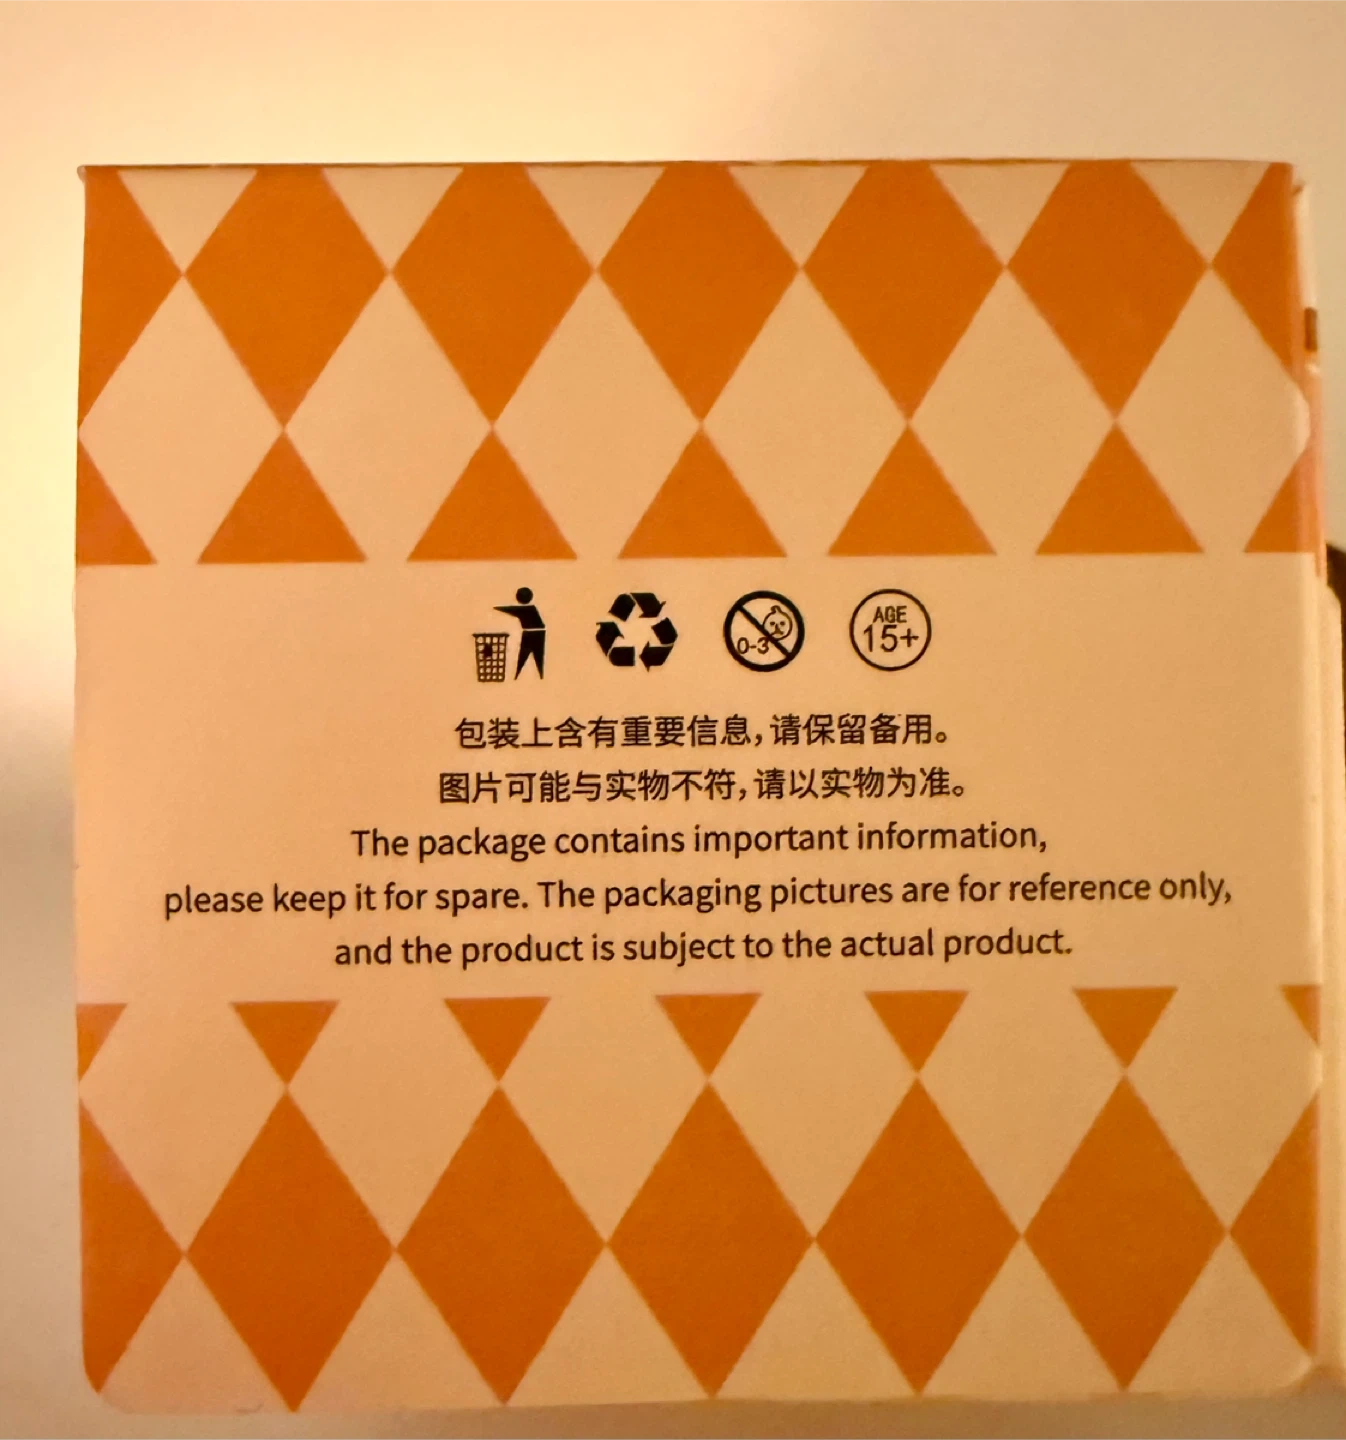 0-3
AGE
15+
包装上含有重要信息,请保留备用。
图片可能与实物不符,请以实物为准。
The package contains important information,
please keep it for spare. The packaging pictures are for reference only,
and the product is subject to the actual product.